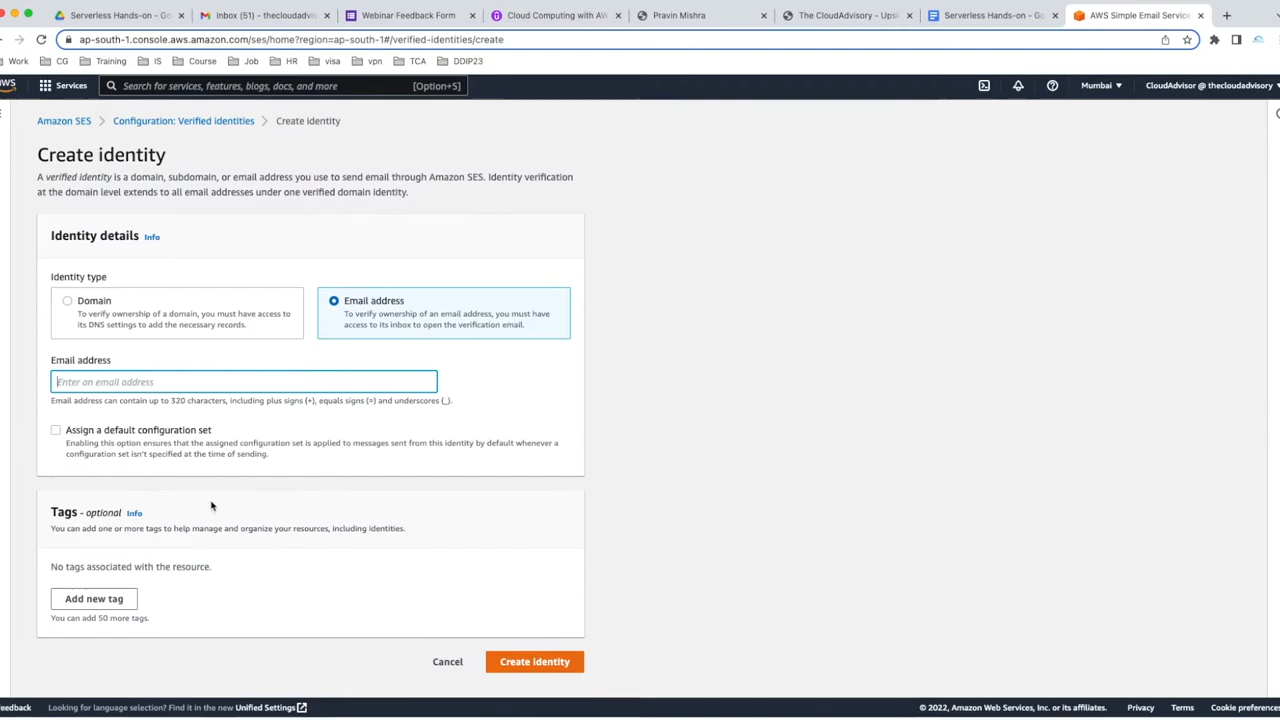 Serverless Hands-on - Go
Inbox (51) - thecloudadvis
Webinar Feedback Form
Cloud Computing with AW
Pravin Mishra
The CloudAdvisory - Upsk
Serverless Hands-on - Go
AWS Simple Email Service
ap-south-1.console.aws.amazon.com/ses/home?region=ap-south-1#/verified-identities/create
Work CG Training IS Course Job HR visa vpn TCA DDIP23
aws Services Search for services, features, blogs, docs, and more [Option+S] Mumbai ▼ CloudAdvisor @ thecloudadvisory
Amazon SES > Configuration: Verified identities > Create identity
Create identity
A verified identity is a domain, subdomain, or email address you use to send email through Amazon SES. Identity verification
at the domain level extends to all email addresses under one verified domain identity.
Identity details Info
Identity type
Domain
To verify ownership of a domain, you must have access to
its DNS settings to add the necessary records.
Email address
To verify ownership of an email address, you must have
access to its inbox to open the verification email.
Email address
Enter an email address
Email address can contain up to 320 characters, including plus signs (+), equals signs (=) and underscores (_).
Assign a default configuration set
Enabling this option ensures that the assigned configuration set is applied to messages sent from this identity by default whenever a
configuration set isn't specified at the time of sending.
Tags - optional Info
You can add one or more tags to help manage and organize your resources, including identities.
No tags associated with the resource.
Add new tag
You can add 50 more tags.
Cancel Create identity
Feedback Looking for language selection? Find it in the new Unified Settings © 2022, Amazon Web Services, Inc. or its affiliates. Privacy Terms Cookie preferences